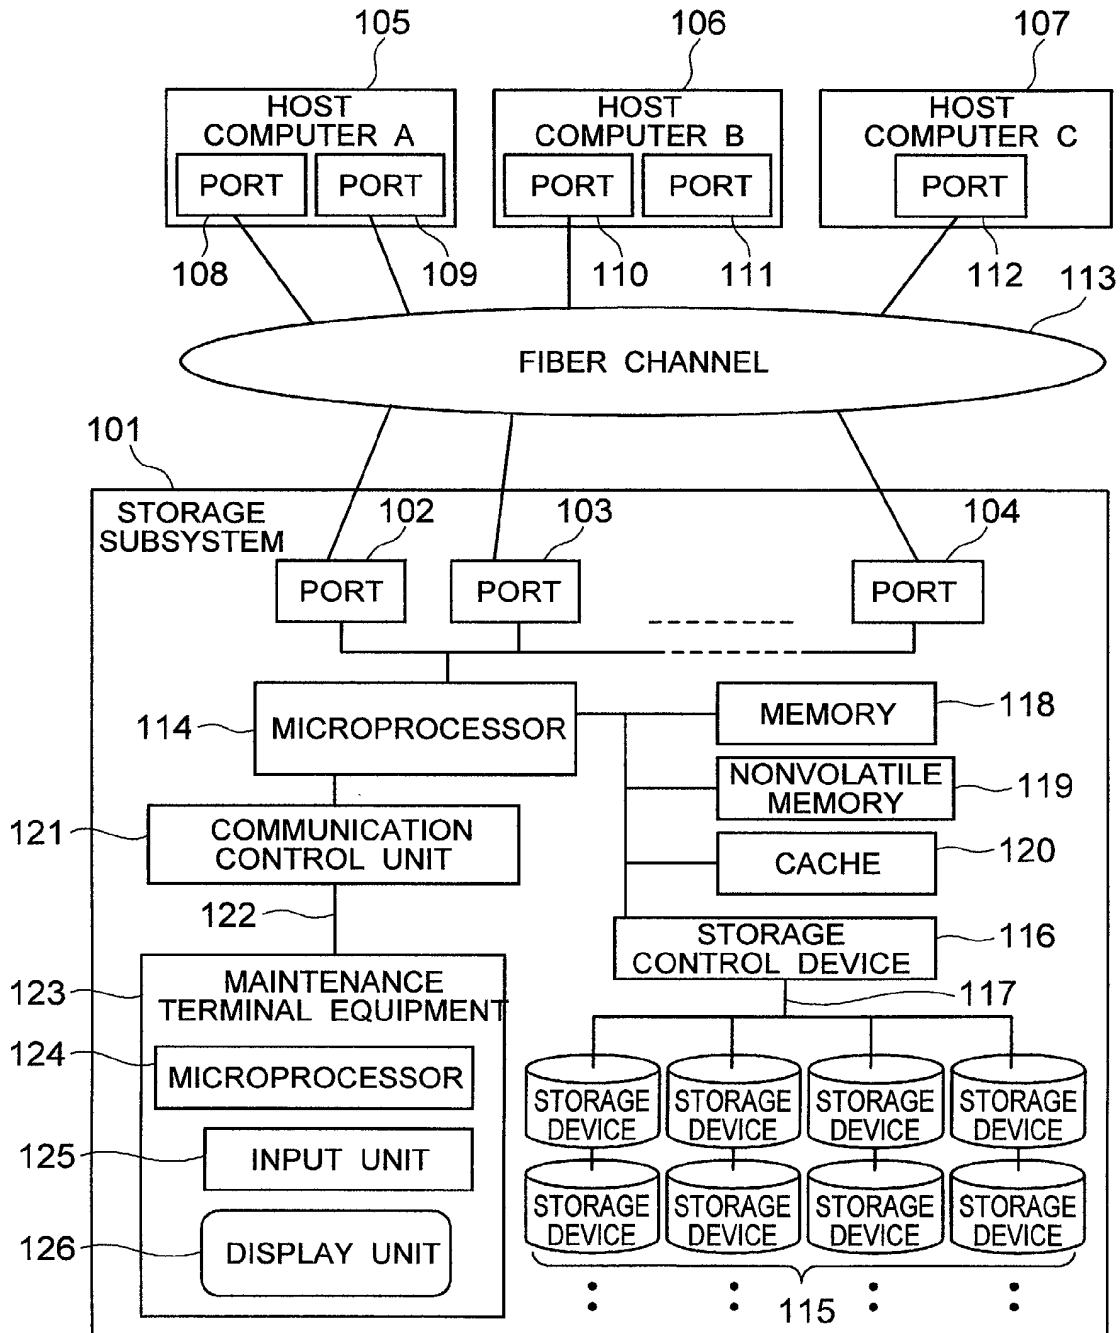 105
106
107
HOST
COMPUTER A
HOST
COMPUTER B
HOST
COMPUTER C
PORT
PORT
PORT
PORT
PORT
108
109
110
111
112
113
FIBER CHANNEL
101
STORAGE
SUBSYSTEM
102
103
104
PORT
PORT
PORT
114
MICROPROCESSOR
MEMORY
118
NONVOLATILE
MEMORY
119
121
COMMUNICATION
CONTROL UNIT
CACHE
120
122
STORAGE
CONTROL DEVICE
116
117
123
MAINTENANCE
TERMINAL EQUIPMENT
124
MICROPROCESSOR
125
INPUT UNIT
126
DISPLAY UNIT
STORAGE
DEVICE
STORAGE
DEVICE
STORAGE
DEVICE
STORAGE
DEVICE
STORAGE
DEVICE
STORAGE
DEVICE
STORAGE
DEVICE
STORAGE
DEVICE
115